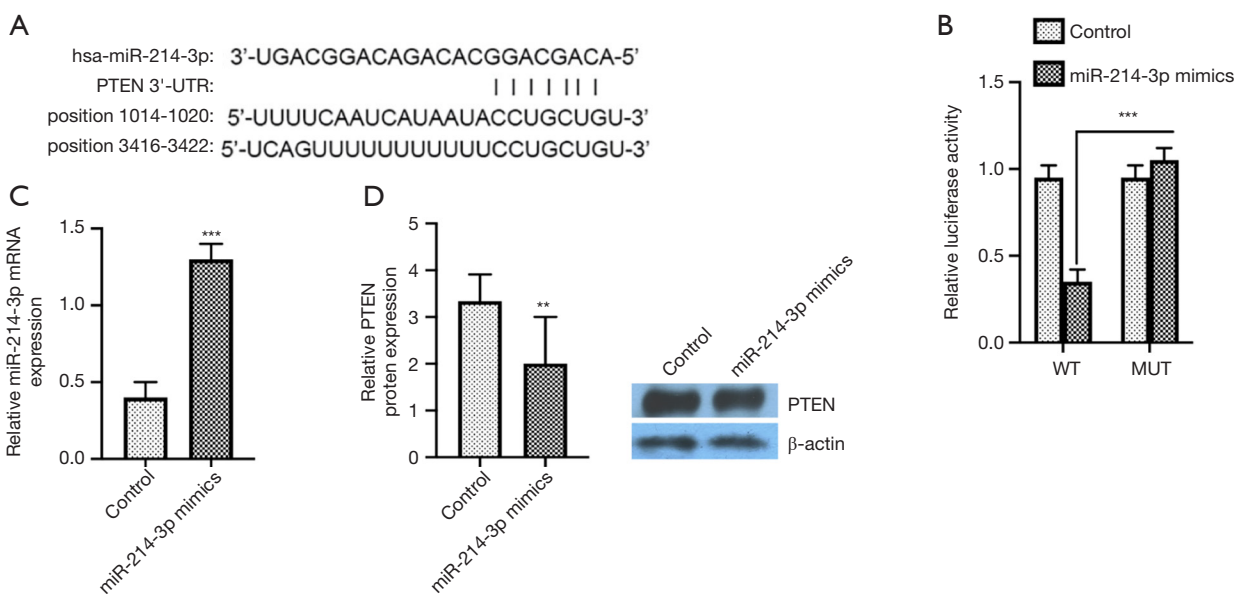 A
hsa-miR-214-3p: 3’-UGACGGACAGACACGGACGACA-5’
PTEN 3’-UTR:
position 1014-1020: 5’-UUUUCAAUCAUAAUACCUGCUGU-3’
position 3416-3422: 5’-UCAGUUUUUUUUUUUCCUGCUGU-3’
B
Control
miR-214-3p mimics
Relative luciferase activity
1.5
1.0
0.5
0.0
***
WT
MUT
C
Relative miR-214-3p mRNA
expression
1.5
1.0
0.5
0.0
***
Control
miR-214-3p mimics
D
Relative PTEN
proten expression
5
4
3
2
1
0
**
Control
miR-214-3p mimics
Control
miR-214-3p mimics
PTEN
β-actin